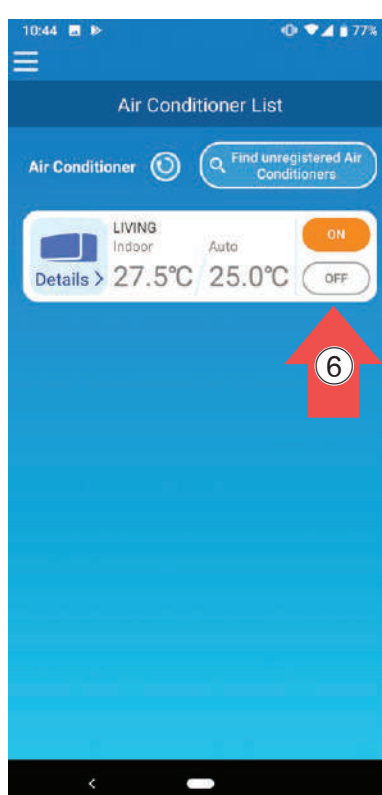 10:44
77%
Air Conditioner List
Air Conditioner
Find unregistered Air
Conditioners
LIVING
Indoor
Auto
ON
Details >
27.5℃
25.0℃
OFF
6